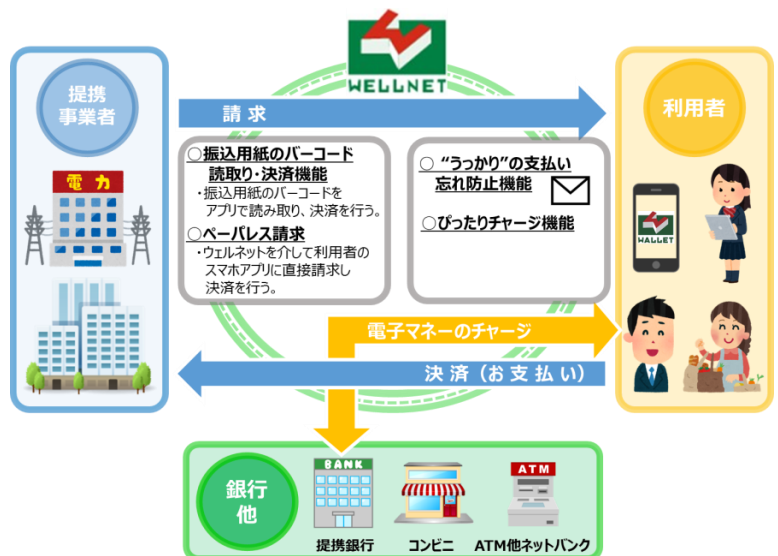 WELLNET
提携
事業者
請求
利用者
○振込用紙のバーコード
読取り・決済機能
・振込用紙のバーコードを
アプリで読み取り、決済を行う。
○ペーパレス請求
・ウェルネットを介して利用者の
スマホアプリに直接請求し
決済を行う。
○ “うっかり”の支払い
忘れ防止機能
○ぴったりチャージ機能
電力
WALLET
電子マネーのチャージ
決済（お支払い）
銀行
他
BANK
ATM
提携銀行
コンビニ
ATM他ネットバンク